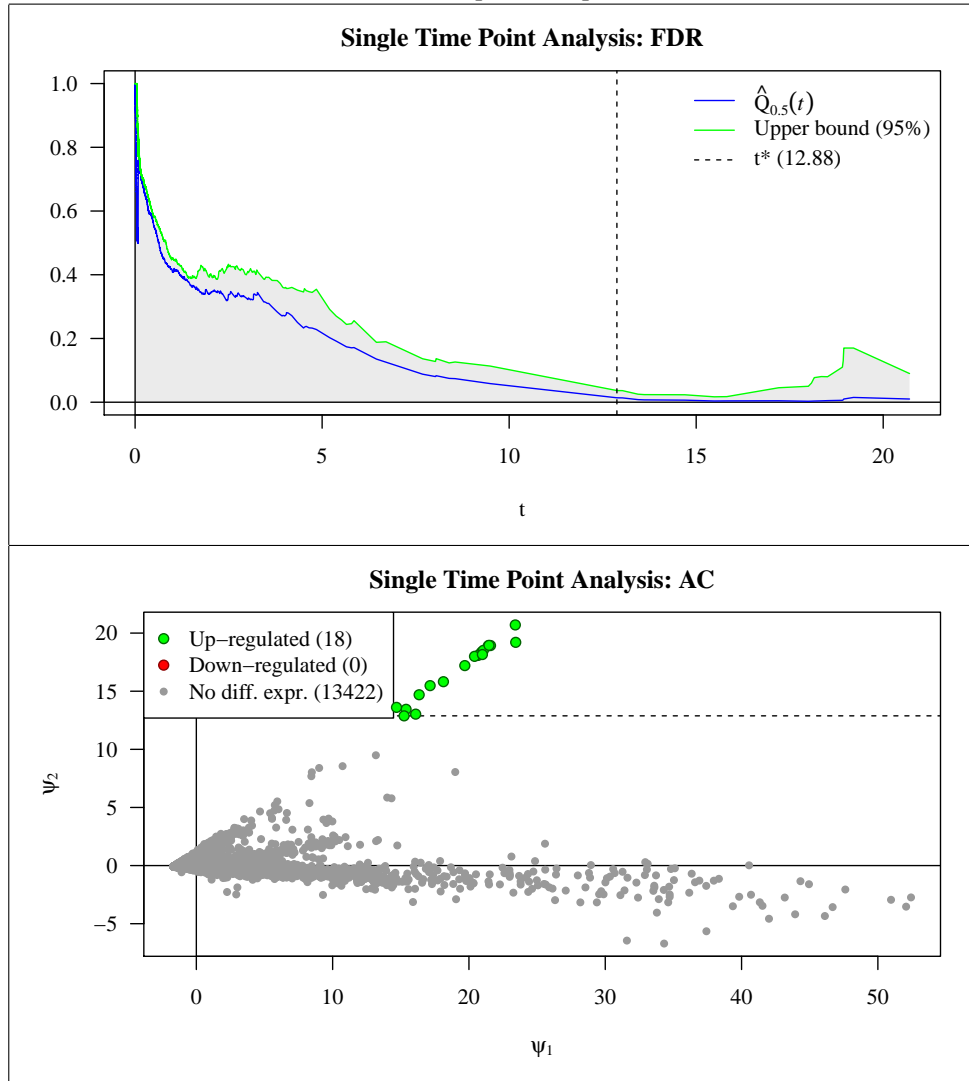 Single Time Point Analysis: FDR
1.0
0.8
0.6
0.4
0.2
0.0
Q̂0.5(t)
Upper bound (95%)
t* (12.88)
0 5 10 15 20
t
Single Time Point Analysis: AC
20
15
10
5
0
−5
ψ2
Up−regulated (18)
Down−regulated (0)
No diff. expr. (13422)
0 10 20 30 40 50
ψ1